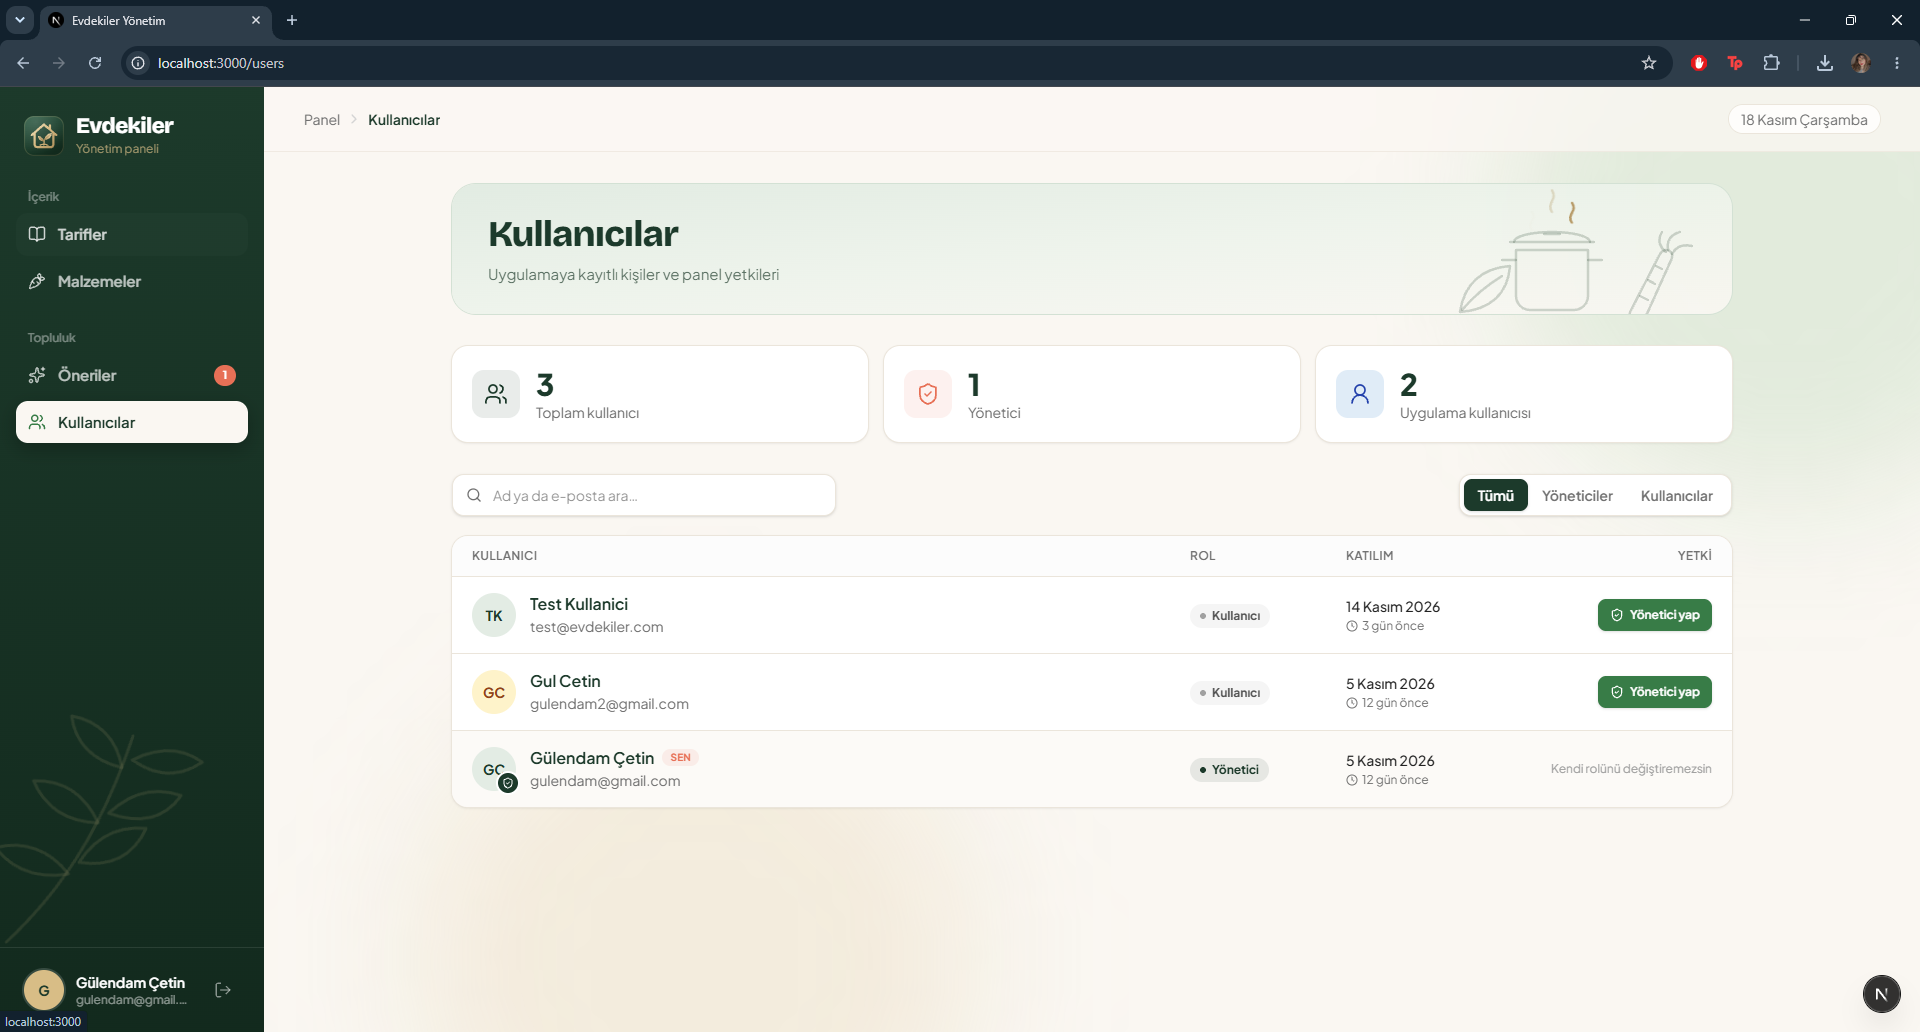 Evdekiler Yönetim
localhost:3000/users
Evdekiler
Yönetim paneli
İçerik
Tarifler
Malzemeler
Topluluk
Öneriler 1
Kullanıcılar
Panel > Kullanıcılar
18 Kasım Çarşamba
Kullanıcılar
Uygulamaya kayıtlı kişiler ve panel yetkileri
3
Toplam kullanıcı
1
Yönetici
2
Uygulama kullanıcısı
Ad ya da e-posta ara...
Tümü Yöneticiler Kullanıcılar
KULLANICI ROL KATILIM YETKİ
TK
Test Kullanici
test@evdekiler.com
Kullanıcı
14 Kasım 2026
3 gün önce
Yönetici yap
GC
Gul Cetin
gulendam2@gmail.com
Kullanıcı
5 Kasım 2026
12 gün önce
Yönetici yap
GÇ
Gülendam Çetin SEN
gulendam@gmail.com
Yönetici
5 Kasım 2026
12 gün önce
Kendi rolünü değiştiremezsin
G
Gülendam Çetin
gulendam@gmail....
localhost:3000
N